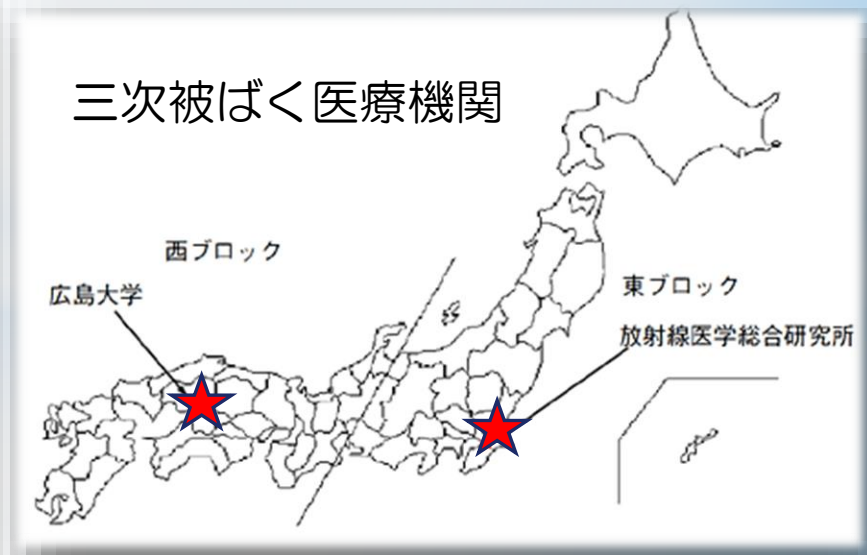 三次被ばく医療機関
西ブロック
広島大学
東ブロック
放射線医学総合研究所